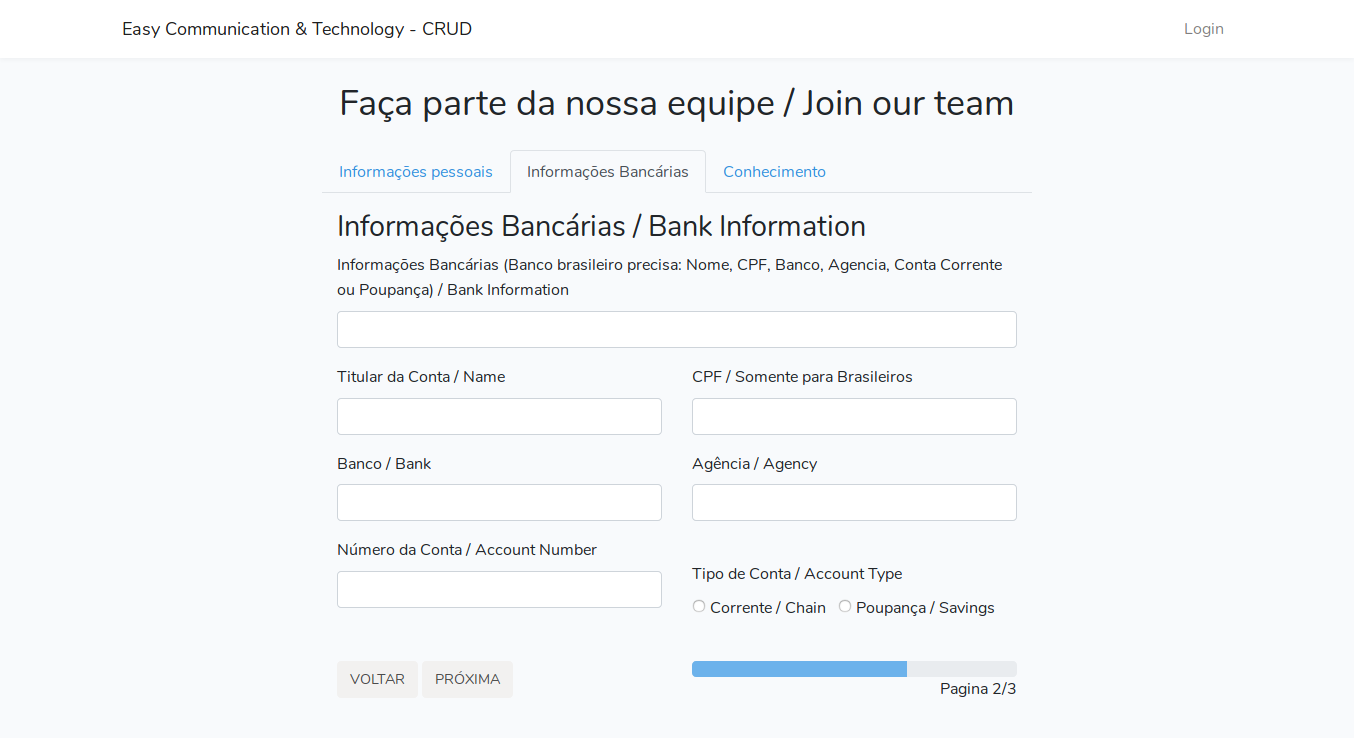 Easy Communication & Technology - CRUD
Login
Faça parte da nossa equipe / Join our team
Informações pessoais
Informações Bancárias
Conhecimento
Informações Bancárias / Bank Information
Informações Bancárias (Banco brasileiro precisa: Nome, CPF, Banco, Agencia, Conta Corrente
ou Poupança) / Bank Information
Titular da Conta / Name
CPF / Somente para Brasileiros
Banco / Bank
Agência / Agency
Número da Conta / Account Number
Tipo de Conta / Account Type
Corrente / Chain
Poupança / Savings
VOLTAR
PRÓXIMA
Pagina 2/3